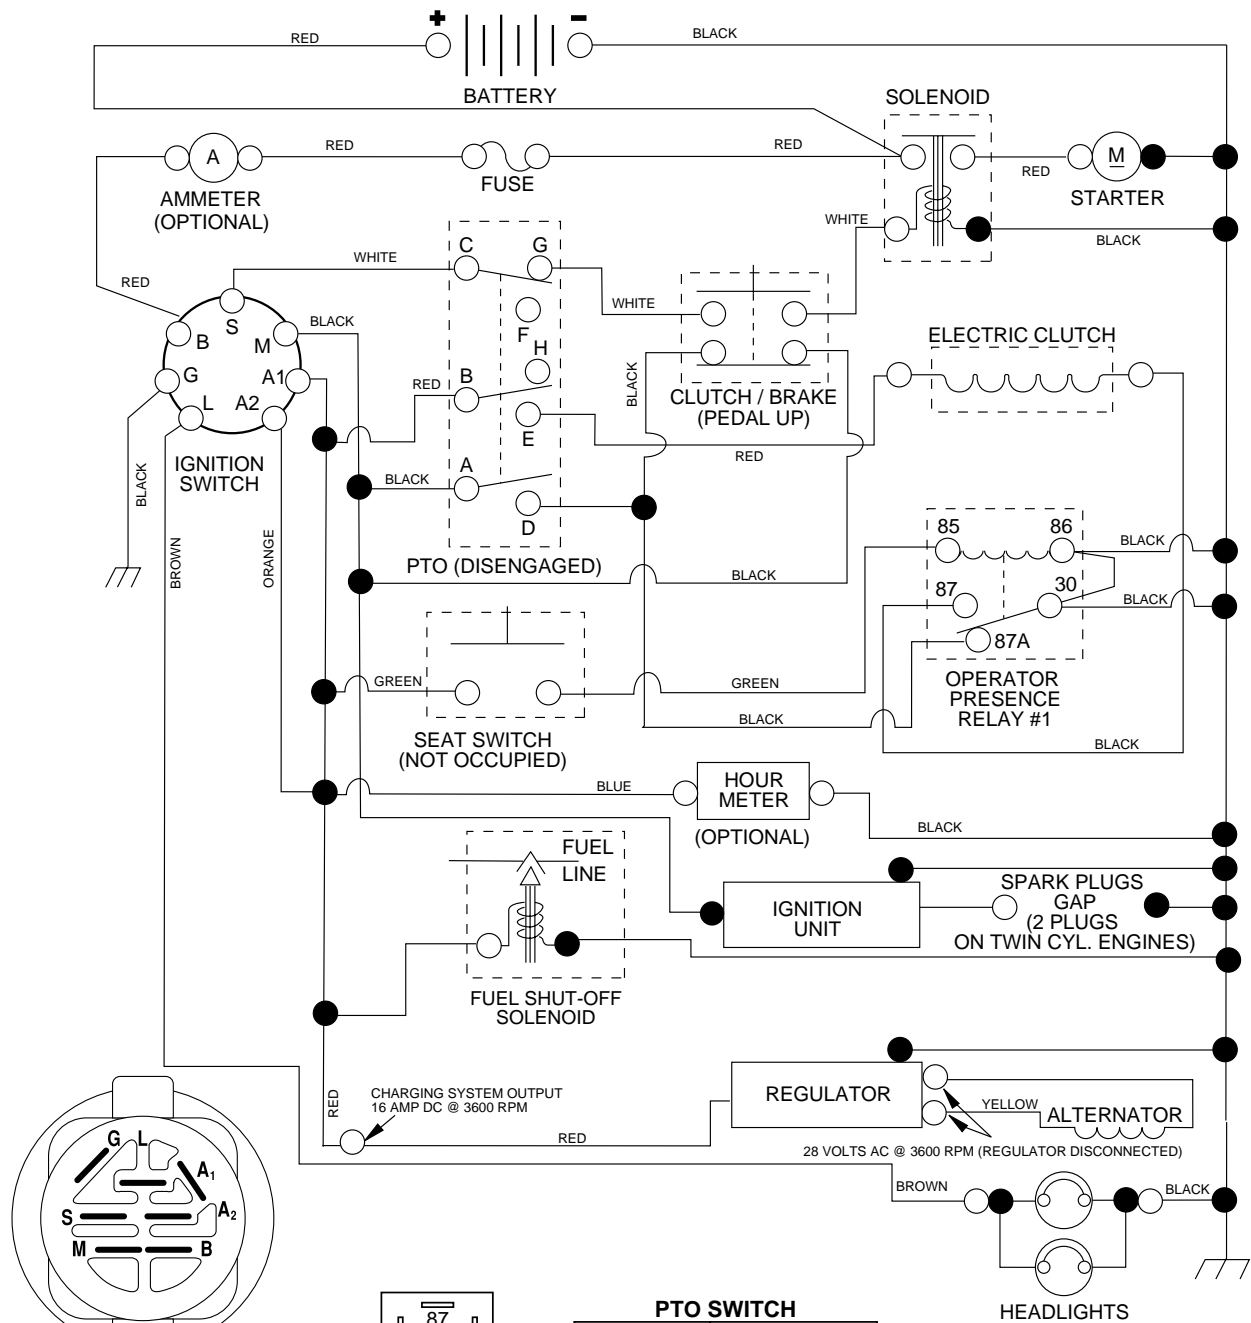 + -
RED
BLACK
BATTERY
SOLENOID
A
RED
RED
RED
M
AMMETER
(OPTIONAL)
FUSE
STARTER
WHITE
BLACK
RED
WHITE
C
G
WHITE
S
B
M
BLACK
F
H
ELECTRIC CLUTCH
G
A1
RED
B
BLACK
L
A2
E
CLUTCH / BRAKE
(PEDAL UP)
RED
IGNITION
SWITCH
BLACK
BROWN
ORANGE
BLACK
A
D
PTO (DISENGAGED)
BLACK
85
86
BLACK
87
30
BLACK
87A
OPERATOR
PRESENCE
RELAY #1
GREEN
GREEN
BLACK
BLACK
SEAT SWITCH
(NOT OCCUPIED)
BLUE
HOUR
METER
(OPTIONAL)
BLACK
FUEL
LINE
IGNITION
UNIT
SPARK PLUGS
GAP
(2 PLUGS
ON TWIN CYL. ENGINES)
FUEL SHUT-OFF
SOLENOID
RED
CHARGING SYSTEM OUTPUT
16 AMP DC @ 3600 RPM
RED
REGULATOR
YELLOW
ALTERNATOR
28 VOLTS AC @ 3600 RPM (REGULATOR DISCONNECTED)
BROWN
BLACK
HEADLIGHTS
G L
A1
S
A2
M
B
87
PTO SWITCH